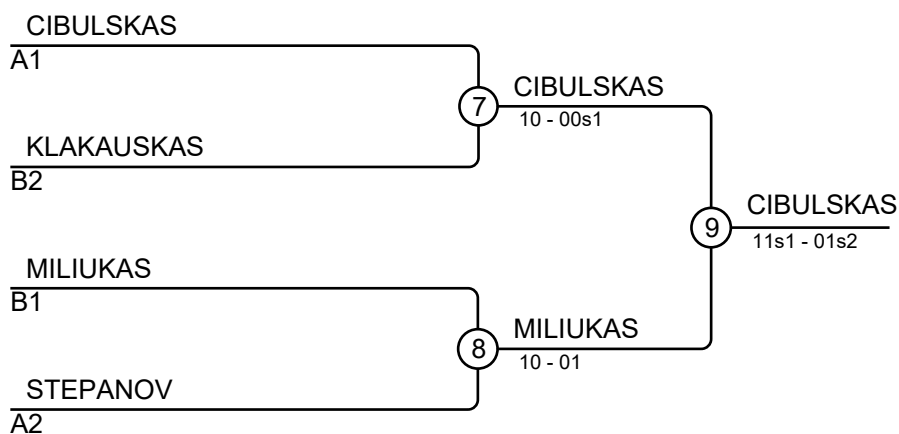 CIBULSKAS
A1
7
CIBULSKAS
10 - 00s1
KLAKAUSKAS
B2
9
CIBULSKAS
11s1 - 01s2
MILIUKAS
B1
8
MILIUKAS
10 - 01
STEPANOV
A2